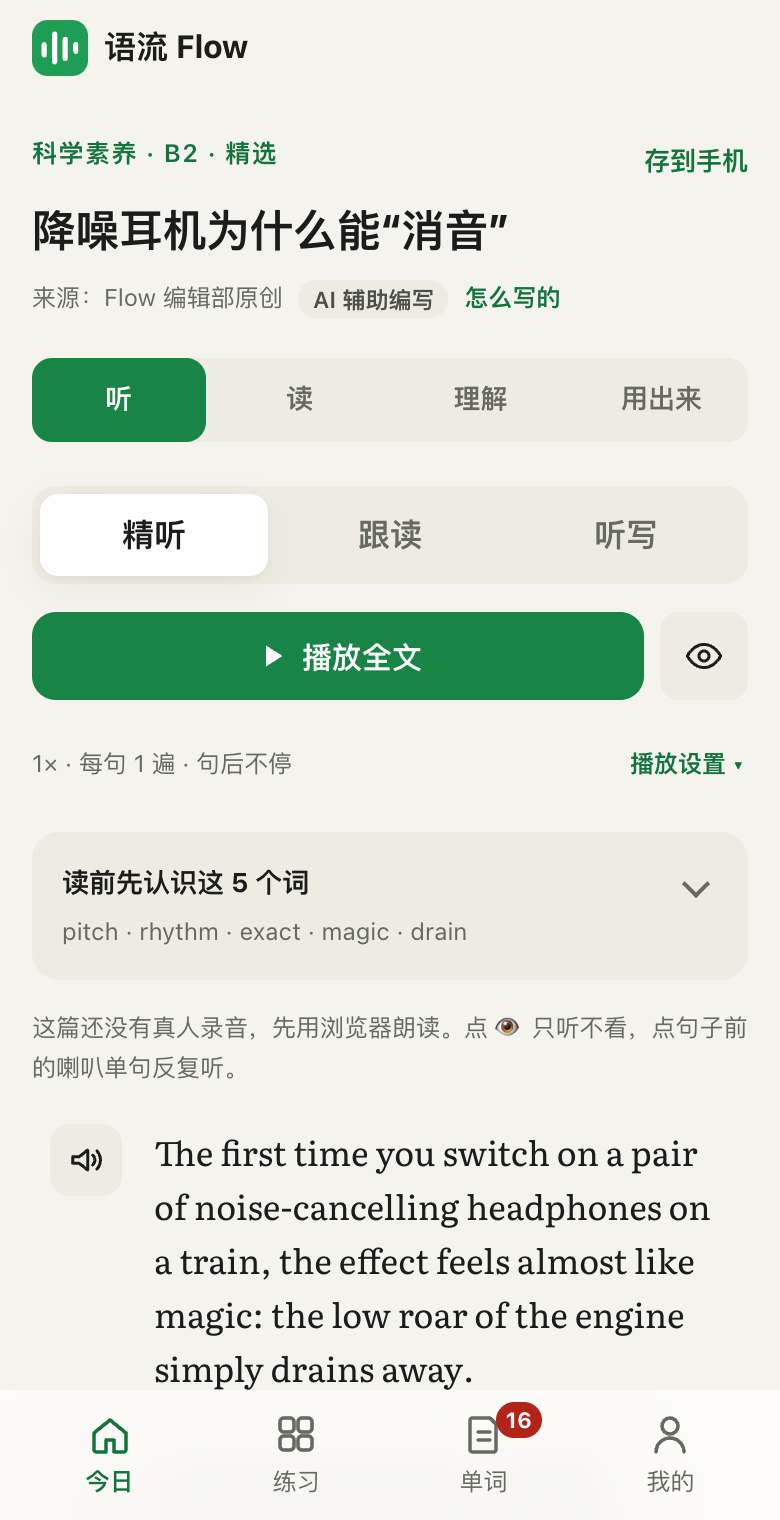 语流 Flow
科学素养 · B2 · 精选
存到手机
降噪耳机为什么能“消音”
来源：Flow 编辑部原创 AI 辅助编写 怎么写的
听 读 理解 用出来
精听 跟读 听写
播放全文
1× · 每句 1 遍 · 句后不停 播放设置 ▾
读前先认识这 5 个词
pitch · rhythm · exact · magic · drain
这篇还没有真人录音，先用浏览器朗读。点 👁 只听不看，点句子前
的喇叭单句反复听。
The first time you switch on a pair
of noise-cancelling headphones on
a train, the effect feels almost like
magic: the low roar of the engine
simply drains away.
16
今日 练习 单词 我的